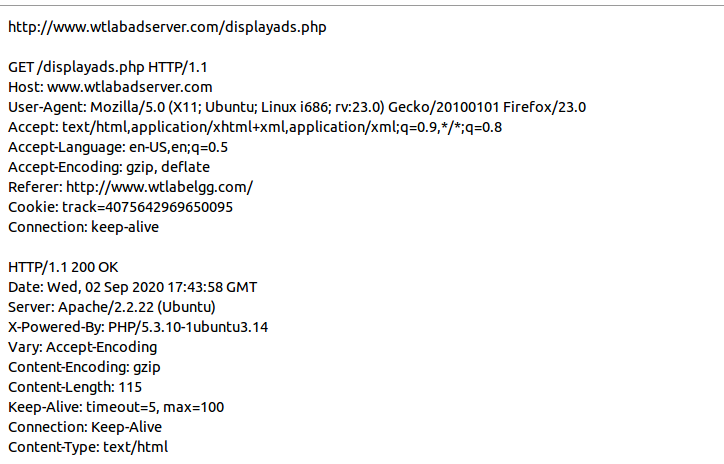 http://www.wtlabadserver.com/displayads.php
GET /displayads.php HTTP/1.1
Host: www.wtlabadserver.com
User-Agent: Mozilla/5.0 (X11; Ubuntu; Linux i686; rv:23.0) Gecko/20100101 Firefox/23.0
Accept: text/html,application/xhtml+xml,application/xml;q=0.9,*/*;q=0.8
Accept-Language: en-US,en;q=0.5
Accept-Encoding: gzip, deflate
Referer: http://www.wtlabelgg.com/
Cookie: track=4075642969650095
Connection: keep-alive
HTTP/1.1 200 OK
Date: Wed, 02 Sep 2020 17:43:58 GMT
Server: Apache/2.2.22 (Ubuntu)
X-Powered-By: PHP/5.3.10-1ubuntu3.14
Vary: Accept-Encoding
Content-Encoding: gzip
Content-Length: 115
Keep-Alive: timeout=5, max=100
Connection: Keep-Alive
Content-Type: text/html